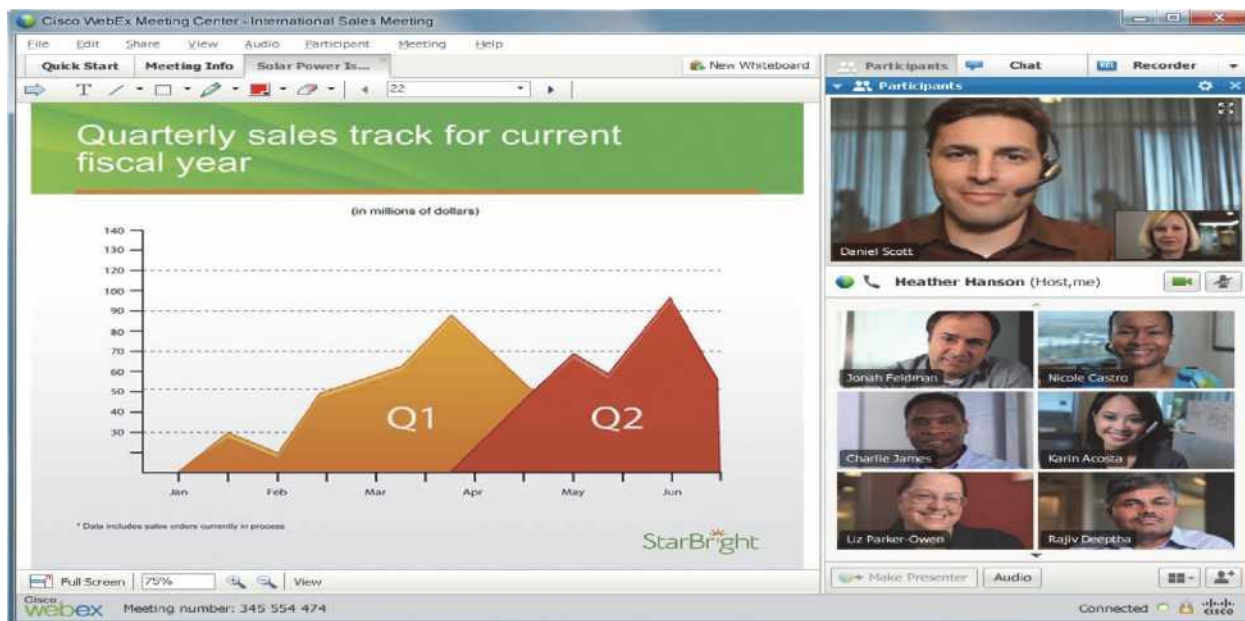 Cisco WebEx Meeting Center - International Sales Meeting
File Edit Share View Audio Participant Meeting Help
Quick Start Meeting Info Solar Power Is... New Whiteboard
T 22
Quarterly sales track for current
fiscal year
(in millions of dollars)
140
130
120
100
90
80
70
60
50
40
30
Q1 Q2
Jan Feb Mar Apr May Jun
* Data includes sales orders currently in process
StarBright
Full Screen 75% View
Participants Chat Recorder
Participants
Daniel Scott
Heather Hanson (Host,me)
Jonah Feldman Nicole Castro
Charlie James Karin Acosta
Liz Parker-Owen Rajiv Deeptha
Make Presenter Audio
Cisco
webex Meeting number: 345 554 474 Connected
cisco